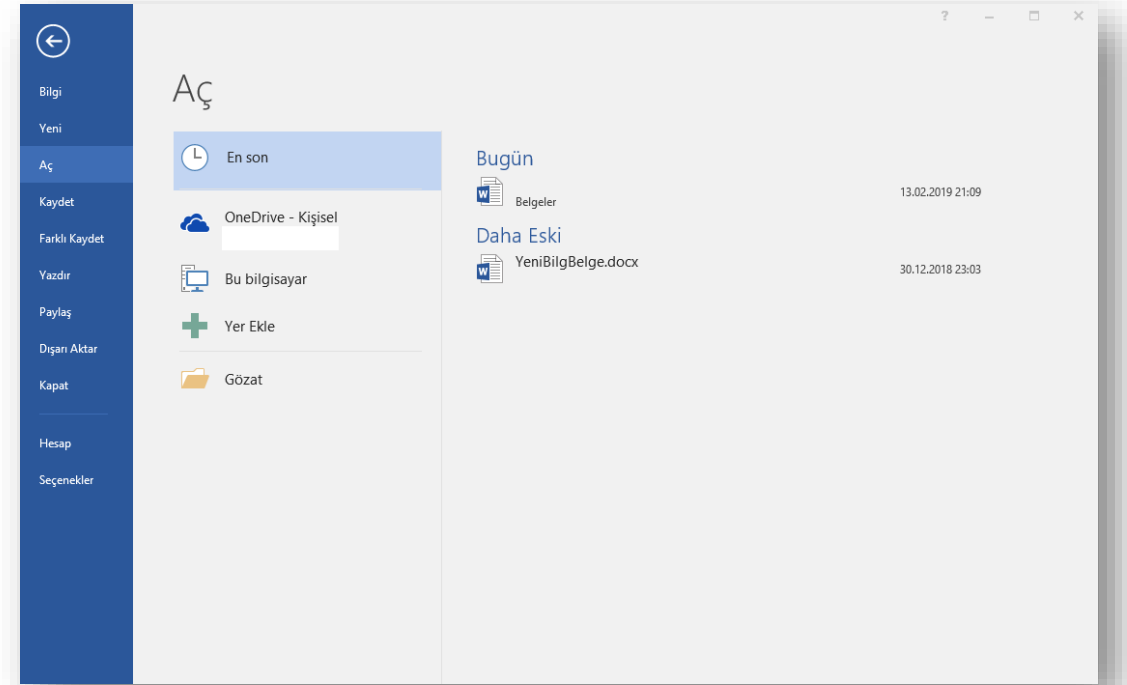 ?
Bilgi
Yeni
Aç
Kaydet
Farklı Kaydet
Yazdır
Paylaş
Dışarı Aktar
Kapat
Hesap
Seçenekler
Aç
En son
OneDrive - Kişisel
Bu bilgisayar
Yer Ekle
Gözat
Bugün
Belgeler 13.02.2019 21:09
Daha Eski
YeniBilgBelge.docx 30.12.2018 23:03